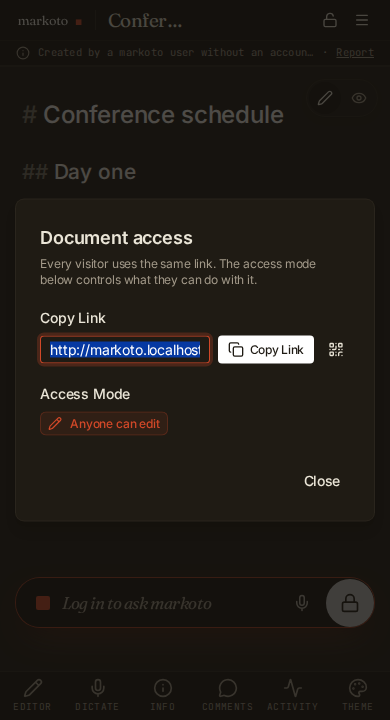 markoto
Confer...
Created by a markoto user without an accoun... · Report
# Conference schedule
## Day one
Document access
Every visitor uses the same link. The access mode
below controls what they can do with it.
Copy Link
http://markoto.localhost
Copy Link
Access Mode
Anyone can edit
Close
Log in to ask markoto
EDITOR DICTATE INFO COMMENTS ACTIVITY THEME